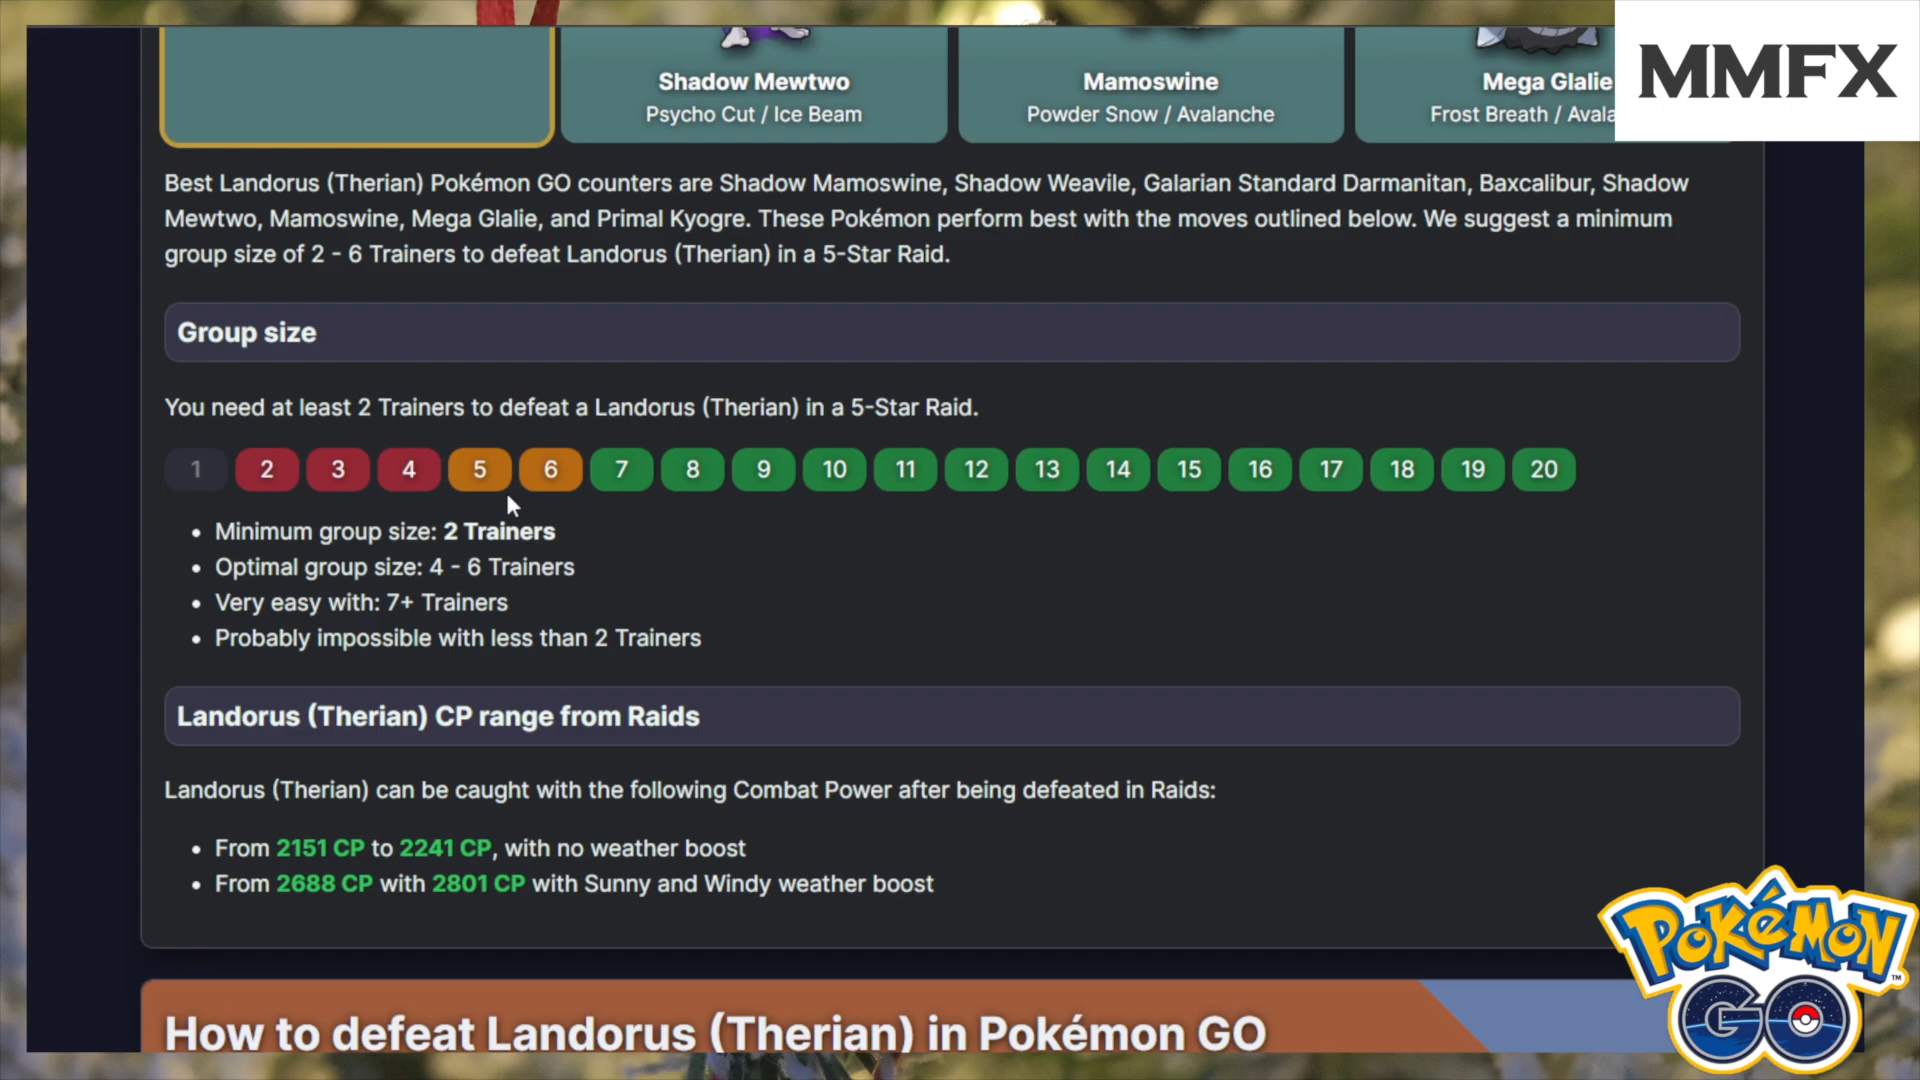 MMFX
Shadow Mewtwo
Psycho Cut / Ice Beam
Mamoswine
Powder Snow / Avalanche
Mega Glalie
Frost Breath / Avala
Best Landorus (Therian) Pokémon GO counters are Shadow Mamoswine, Shadow Weavile, Galarian Standard Darmanitan, Baxcalibur, Shadow
Mewtwo, Mamoswine, Mega Glalie, and Primal Kyogre. These Pokémon perform best with the moves outlined below. We suggest a minimum
group size of 2 - 6 Trainers to defeat Landorus (Therian) in a 5-Star Raid.
Group size
You need at least 2 Trainers to defeat a Landorus (Therian) in a 5-Star Raid.
1 2 3 4 5 6 7 8 9 10 11 12 13 14 15 16 17 18 19 20
• Minimum group size: 2 Trainers
• Optimal group size: 4 - 6 Trainers
• Very easy with: 7+ Trainers
• Probably impossible with less than 2 Trainers
Landorus (Therian) CP range from Raids
Landorus (Therian) can be caught with the following Combat Power after being defeated in Raids:
• From 2151 CP to 2241 CP, with no weather boost
• From 2688 CP with 2801 CP with Sunny and Windy weather boost
How to defeat Landorus (Therian) in Pokémon GO
POKéMON
GO
TM